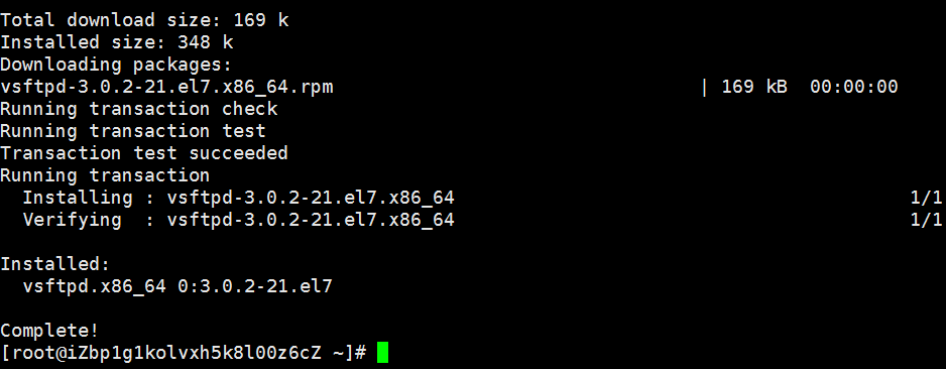 Total download size: 169 k
Installed size: 348 k
Downloading packages:
vsftpd-3.0.2-21.el7.x86_64.rpm | 169 kB 00:00:00
Running transaction check
Running transaction test
Transaction test succeeded
Running transaction
Installing : vsftpd-3.0.2-21.el7.x86_64 1/1
Verifying : vsftpd-3.0.2-21.el7.x86_64 1/1
Installed:
vsftpd.x86_64 0:3.0.2-21.el7
Complete!
[root@iZbp1g1kolvxh5k8l00z6cZ ~]#